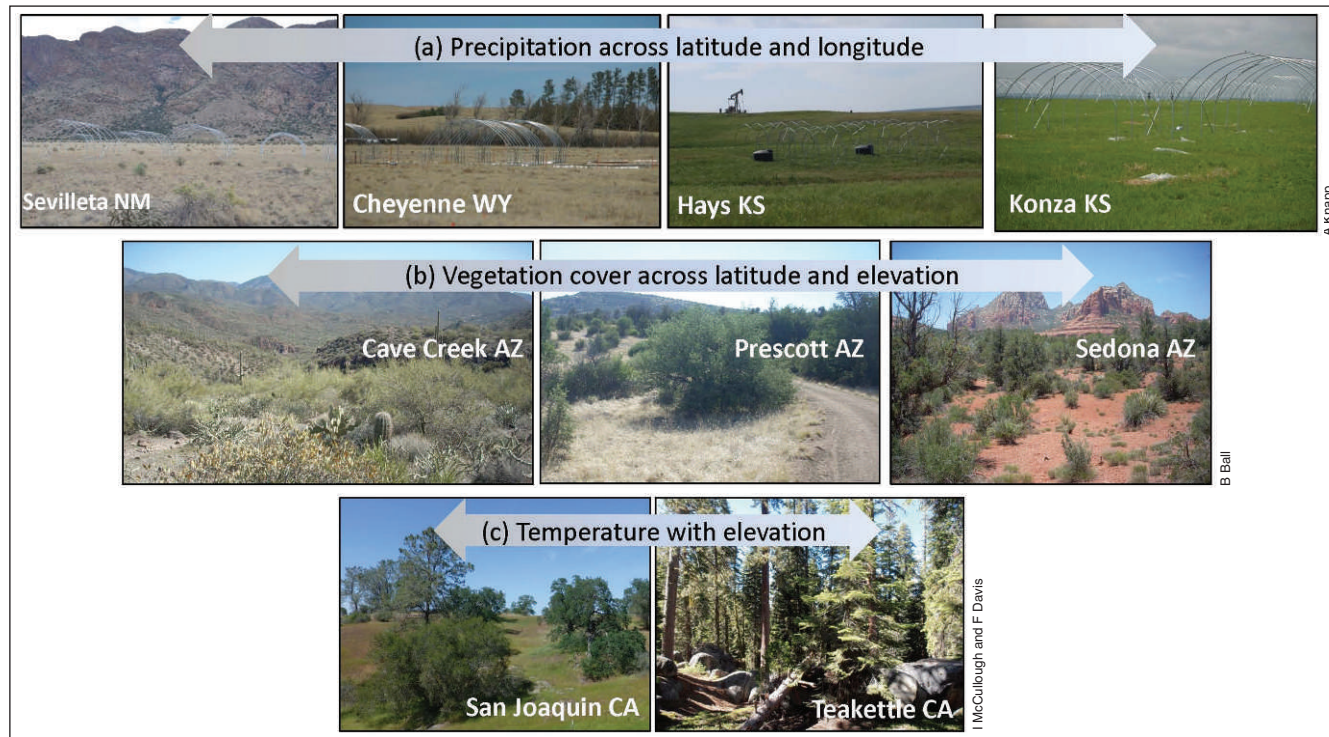 (a) Precipitation across latitude and longitude
Sevilleta NM
Cheyenne WY
Hays KS
Konza KS
A Knapp
(b) Vegetation cover across latitude and elevation
Cave Creek AZ
Prescott AZ
Sedona AZ
B Ball
(c) Temperature with elevation
San Joaquin CA
Teakettle CA
I McCullough and F Davis